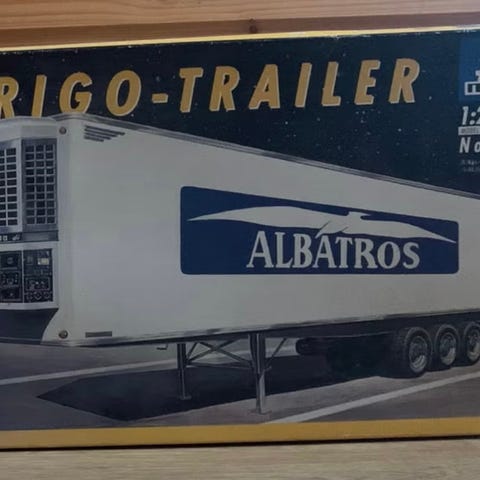 RIGO-TRAILER
1:2
No
ALBATROS